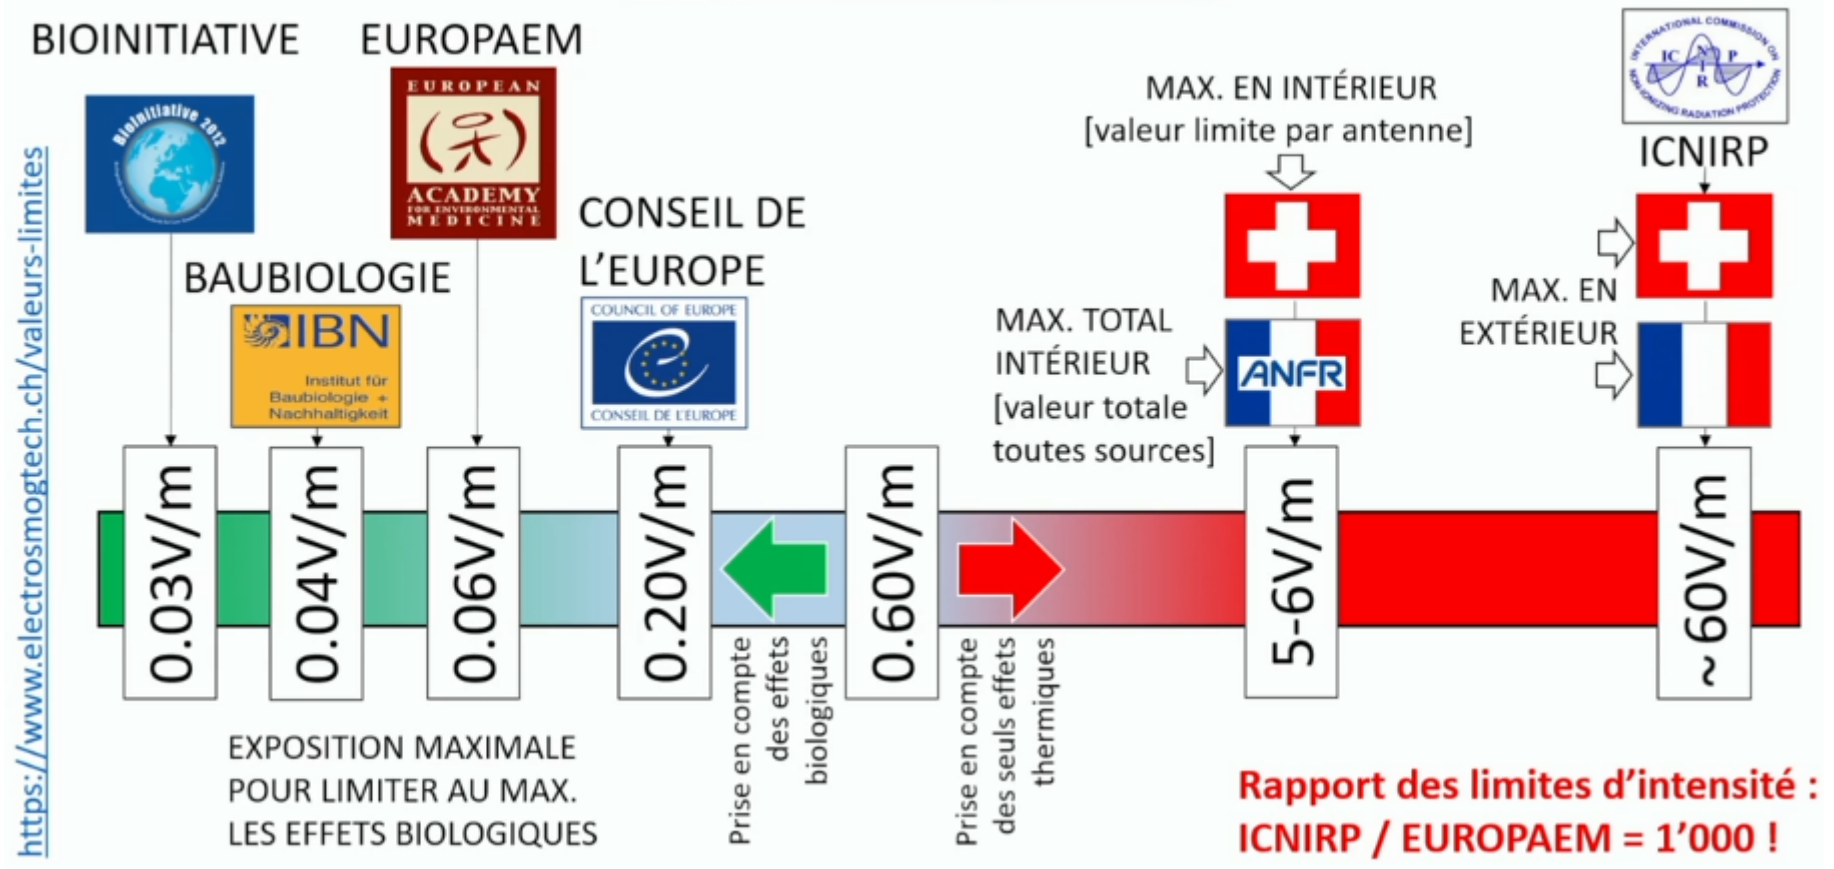 BIOINITIATIVE
Bioinitiative 2012
EUROPAEM
EUROPEAN
ACADEMY
FOR ENVIRONMENTAL
MEDICINE
BAUBIOLOGIE
IBN
Institut für
Baubiologie +
Nachhaltigkeit
CONSEIL DE
L’EUROPE
COUNCIL OF EUROPE
CONSEIL DE L'EUROPE
MAX. EN INTÉRIEUR
[valeur limite par antenne]
MAX. TOTAL
INTÉRIEUR
[valeur totale
toutes sources]
ANFR
INTERNATIONAL COMMISSION ON
NON-IONIZING RADIATION PROTECTION
IC NIR P
ICNIRP
MAX. EN
EXTÉRIEUR
https://www.electrosmogtech.ch/valeurs-limites
0.03V/m
0.04V/m
0.06V/m
0.20V/m
0.60V/m
5-6V/m
~ 60V/m
Prise en compte
des effets
biologiques
Prise en compte
des seuls effets
thermiques
EXPOSITION MAXIMALE
POUR LIMITER AU MAX.
LES EFFETS BIOLOGIQUES
Rapport des limites d’intensité :
ICNIRP / EUROPAEM = 1’000 !